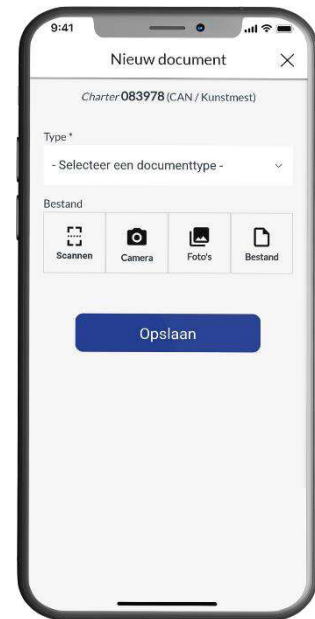 9:41
Nieuw document
Charter 083978 (CAN / Kunstmest)
Type *
- Selecteer een documenttype -
Bestand
Scannen Camera Foto's Bestand
Opslaan